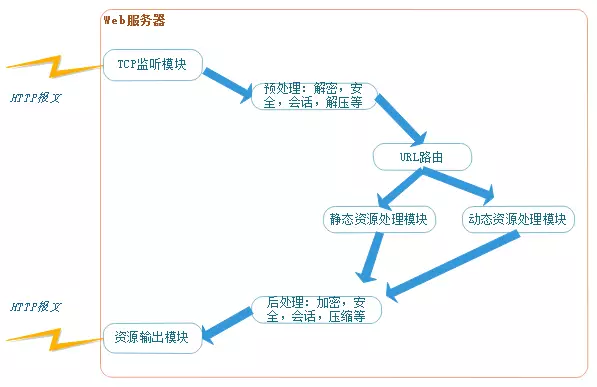 Web服务器
TCP监听模块
HTTP报文
预处理：解密，安
全，会话，解压等
URL路由
静态资源处理模块
动态资源处理模块
后处理：加密，安
全，会话，压缩等
HTTP报文
资源输出模块